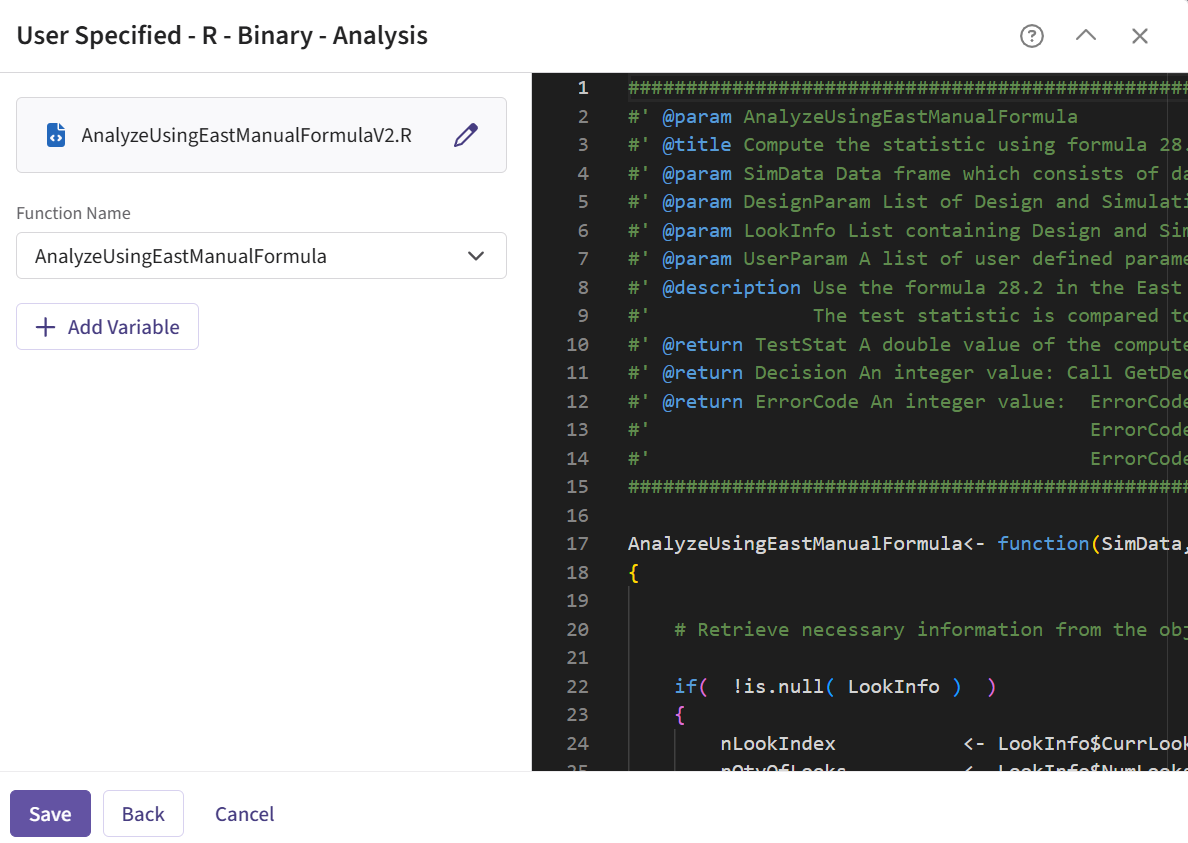 User Specified - R - Binary - Analysis
AnalyzeUsingEastManualFormulaV2.R
Function Name
AnalyzeUsingEastManualFormula
Add Variable
1 ################################################
2 #' @param AnalyzeUsingEastManualFormula
3 #' @title Compute the statistic using formula 28.
4 #' @param SimData Data frame which consists of da
5 #' @param DesignParam List of Design and Simulati
6 #' @param LookInfo List containing Design and Sim
7 #' @param UserParam A list of user defined parame
8 #' @description Use the formula 28.2 in the East
9 #'              The test statistic is compared to
10 #' @return TestStat A double value of the compute
11 #' @return Decision An integer value: Call GetDec
12 #' @return ErrorCode An integer value:  ErrorCode
13 #'                                      ErrorCode
14 #'                                      ErrorCode
15 ################################################
16
17 AnalyzeUsingEastManualFormula<- function(SimData,
18 {
19
20     # Retrieve necessary information from the obj
21
22     if(  !is.null( LookInfo )  )
23     {
24         nLookIndex           <- LookInfo$CurrLook
25         nQtyOfLooks          <- LookInfo$NumLooks
Save
Back
Cancel